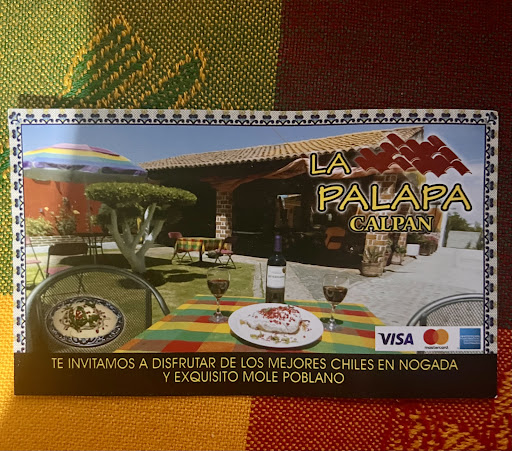 LA
PALAPA
CALPAN
VISA
mastercard
TE INVITAMOS A DISFRUTAR DE LOS MEJORES CHILES EN NOGADA
Y EXQUISITO MOLE POBLANO